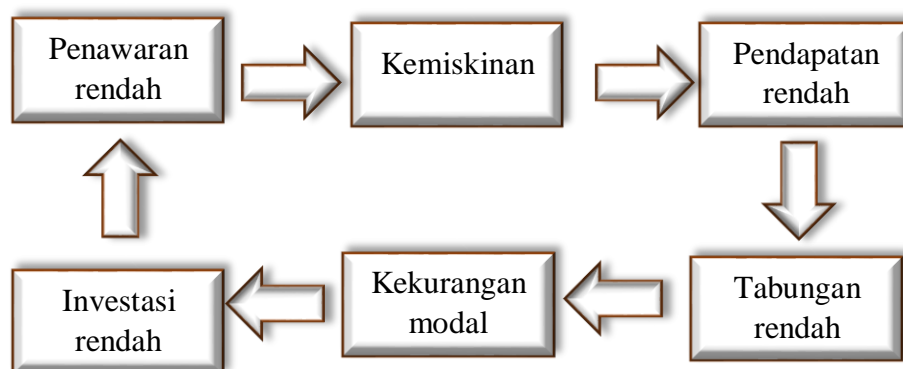 Penawaran
rendah
Kemiskinan
Pendapatan
rendah
Investasi
rendah
Kekurangan
modal
Tabungan
rendah